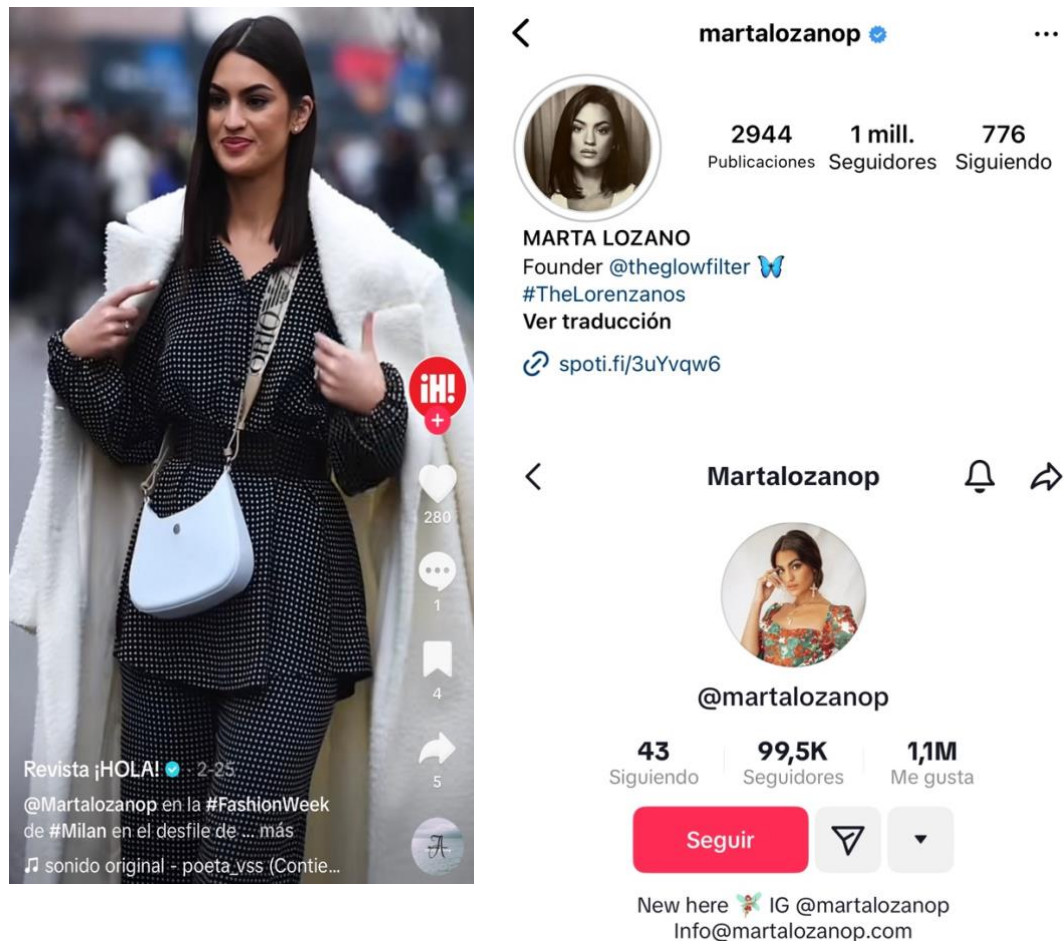 ORIO
¡H!
280
1
4
5
Revista ¡HOLA! · 2-25
@Martalozanop en la #FashionWeek
de #Milan en el desfile de ... más
sonido original - poeta_vss (Contie...
A
martalozanop
2944 1 mill. 776
Publicaciones Seguidores Siguiendo
MARTA LOZANO
Founder @theglowfilter
#TheLorenzanos
Ver traducción
spoti.fi/3uYvqw6
Martalozanop
@martalozanop
43 99,5K 1,1M
Siguiendo Seguidores Me gusta
Seguir
New here IG @martalozanop
Info@martalozanop.com